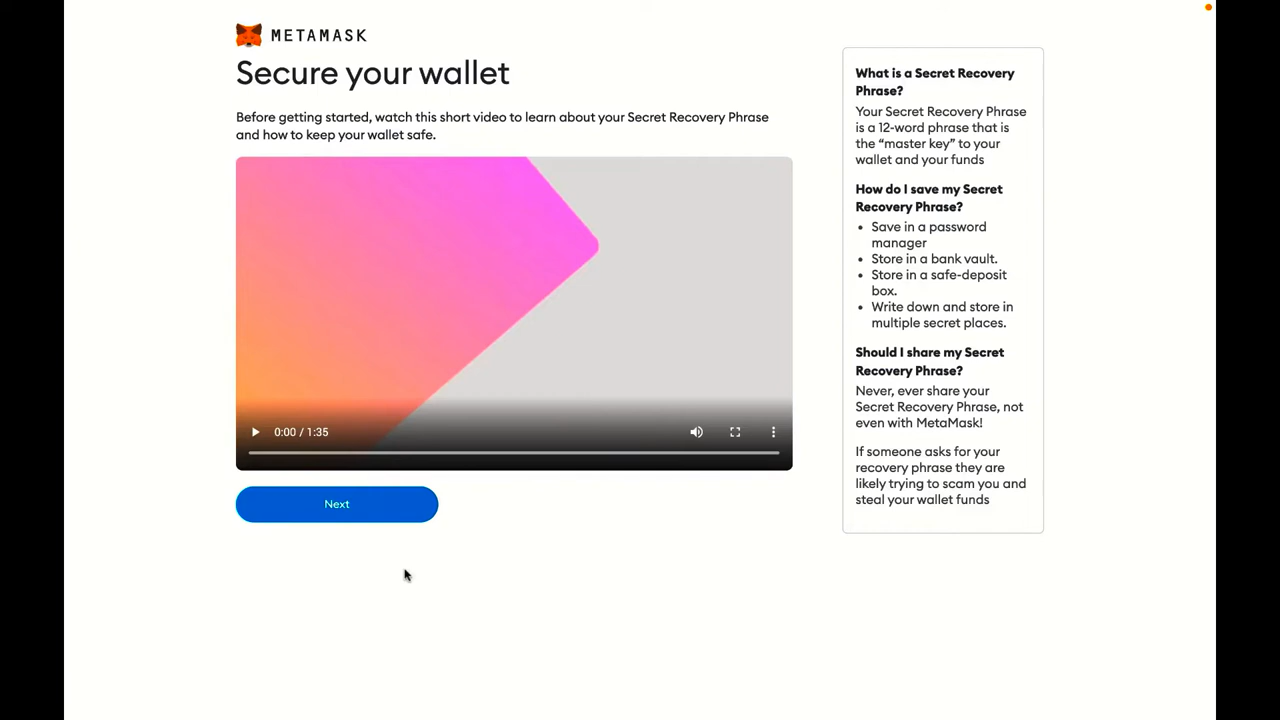 METAMASK
Secure your wallet
Before getting started, watch this short video to learn about your Secret Recovery Phrase
and how to keep your wallet safe.
0:00 / 1:35
Next
What is a Secret Recovery
Phrase?
Your Secret Recovery Phrase
is a 12-word phrase that is
the “master key” to your
wallet and your funds
How do I save my Secret
Recovery Phrase?
• Save in a password
manager
• Store in a bank vault.
• Store in a safe-deposit
box.
• Write down and store in
multiple secret places.
Should I share my Secret
Recovery Phrase?
Never, ever share your
Secret Recovery Phrase, not
even with MetaMask!
If someone asks for your
recovery phrase they are
likely trying to scam you and
steal your wallet funds